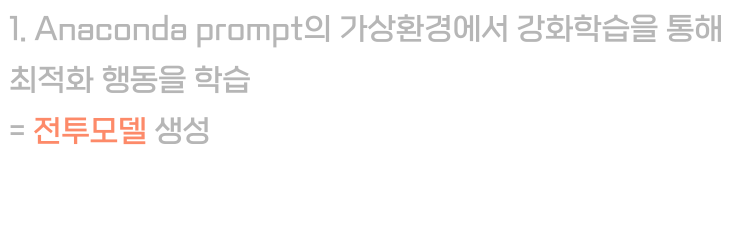 1. Anaconda prompt의 가상환경에서 강화학습을 통해
최적화 행동을 학습
= 전투모델 생성